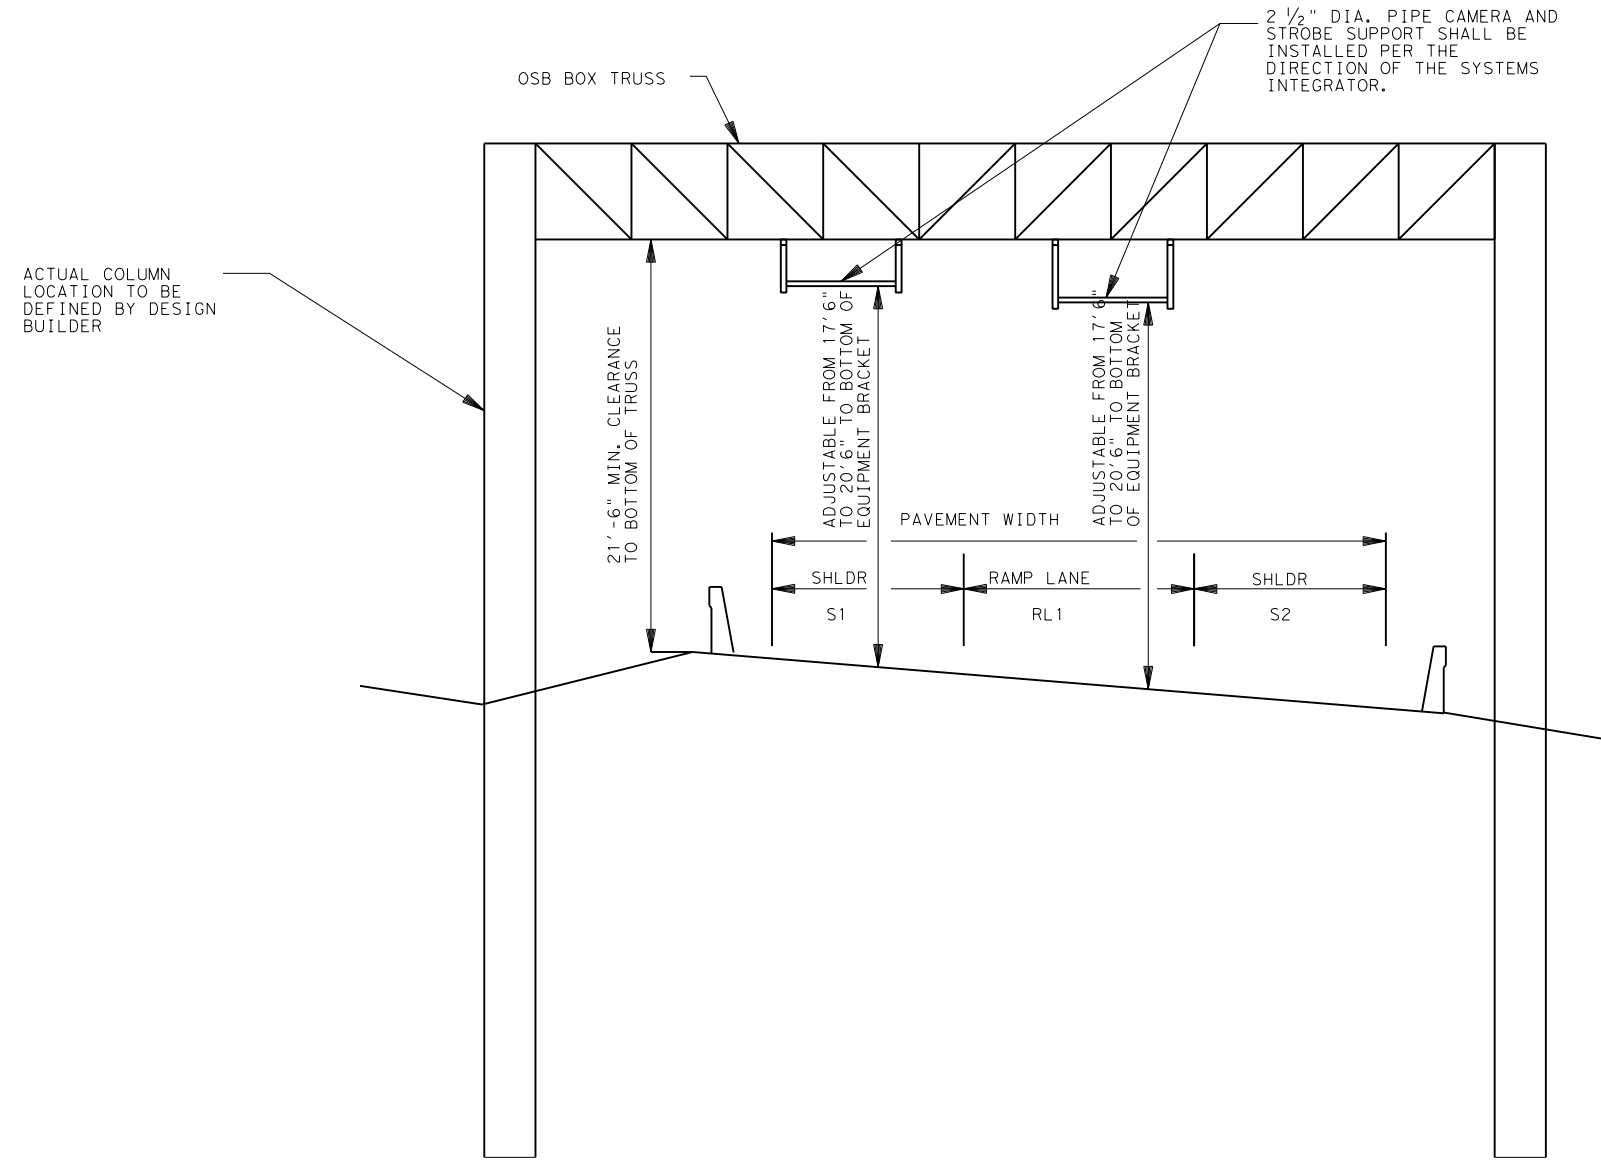 2 1/2" DIA. PIPE CAMERA AND
STROBE SUPPORT SHALL BE
INSTALLED PER THE
DIRECTION OF THE SYSTEMS
INTEGRATOR.
OSB BOX TRUSS
ACTUAL COLUMN
LOCATION TO BE
DEFINED BY DESIGN
BUILDER
21'-6" MIN. CLEARANCE
TO BOTTOM OF TRUSS
ADJUSTABLE FROM 17'6"
TO 20'6" TO BOTTOM OF
EQUIPMENT BRACKET
ADJUSTABLE FROM 17'6"
TO 20'6" TO BOTTOM
OF EQUIPMENT BRACKET
PAVEMENT WIDTH
SHLDR
RAMP LANE
SHLDR
S1
RL1
S2